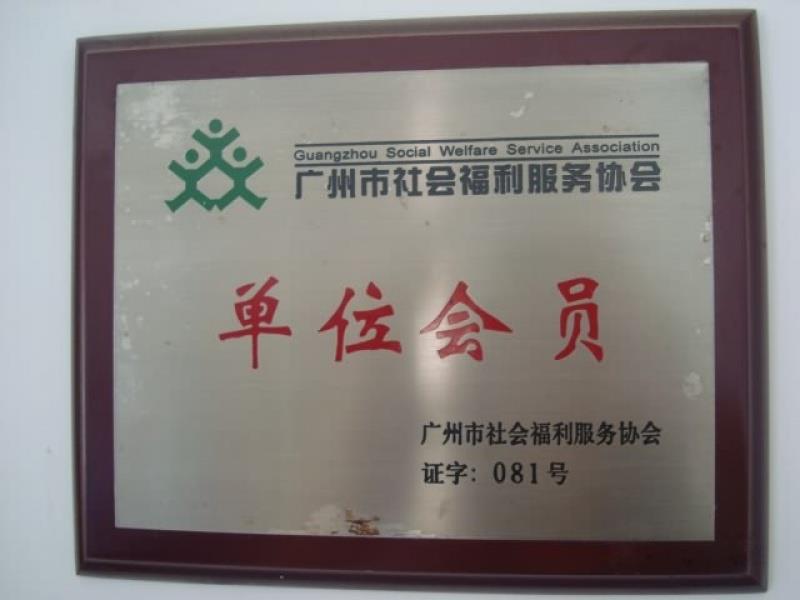 Guangzhou Social Welfare Service Association
广州市社会福利服务协会
单位会员
广州市社会福利服务协会
证字：081号